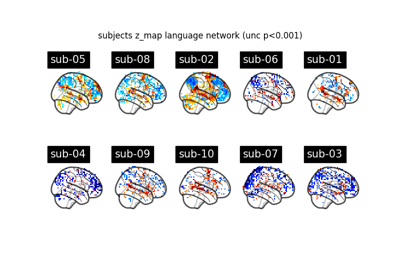 subjects z_map language network (unc p<0.001)
sub-05 sub-08 sub-02 sub-06 sub-01
sub-04 sub-09 sub-10 sub-07 sub-03